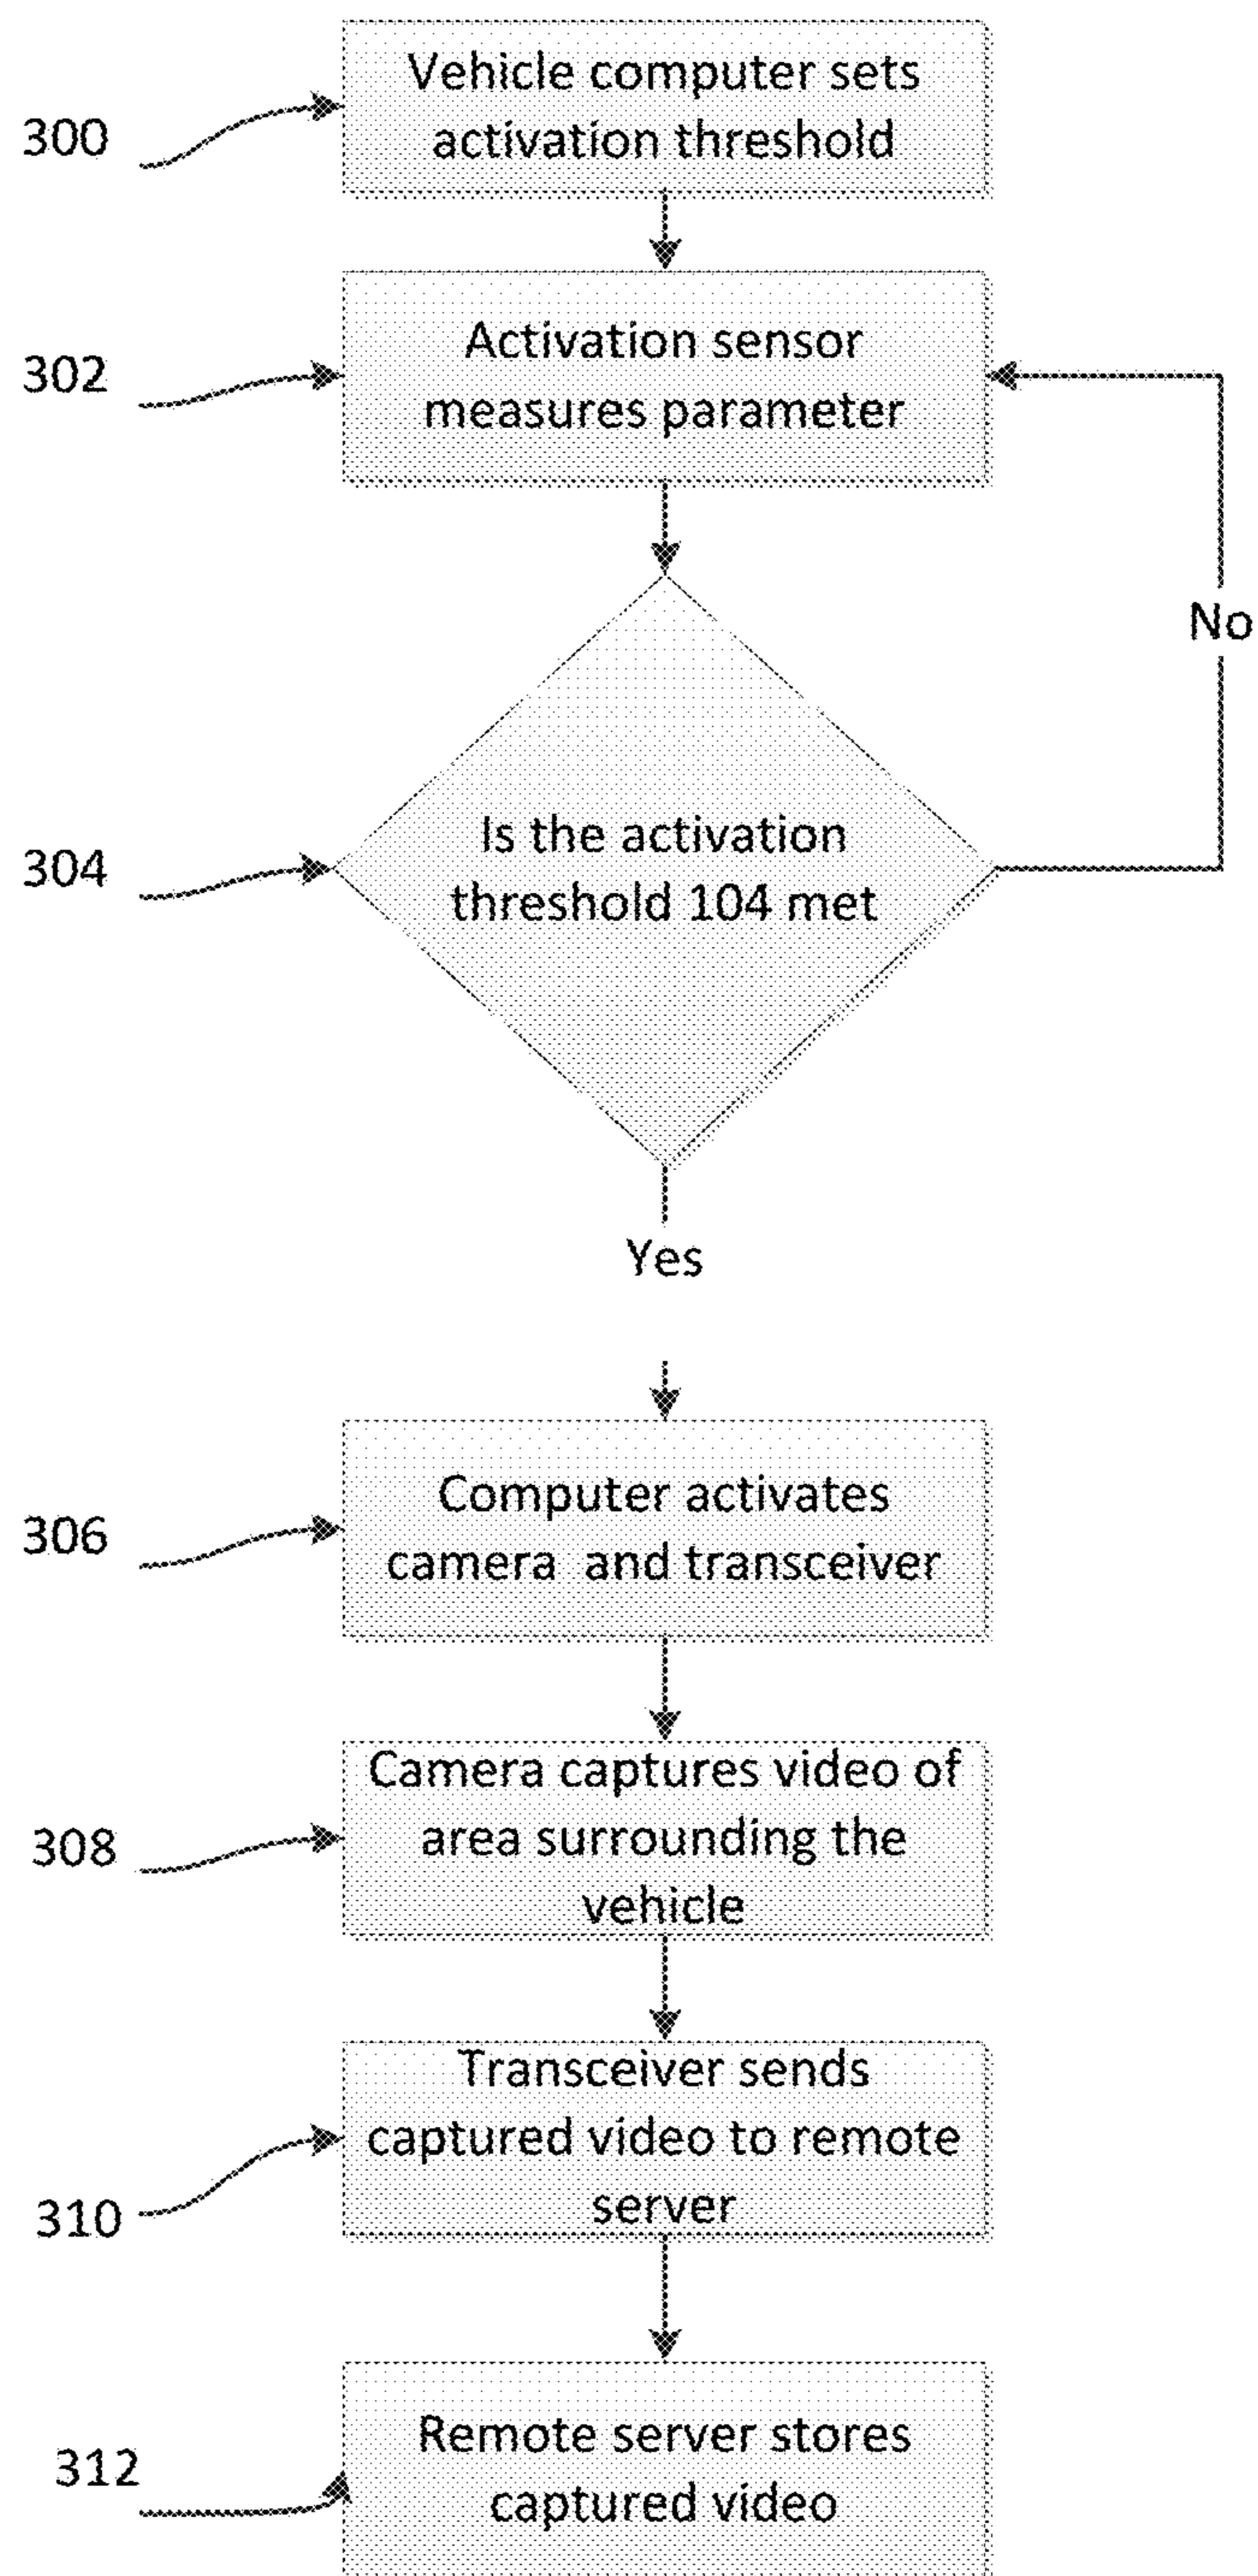 Vehicle computer sets
activation threshold
300
Activation sensor
measures parameter
302
No
Is the activation
threshold 104 met
304
Yes
Computer activates
camera  and transceiver
306
Camera captures video of
area surrounding the
vehicle
308
Transceiver sends
captured video to remote
server
310
Remote server stores
captured video
312